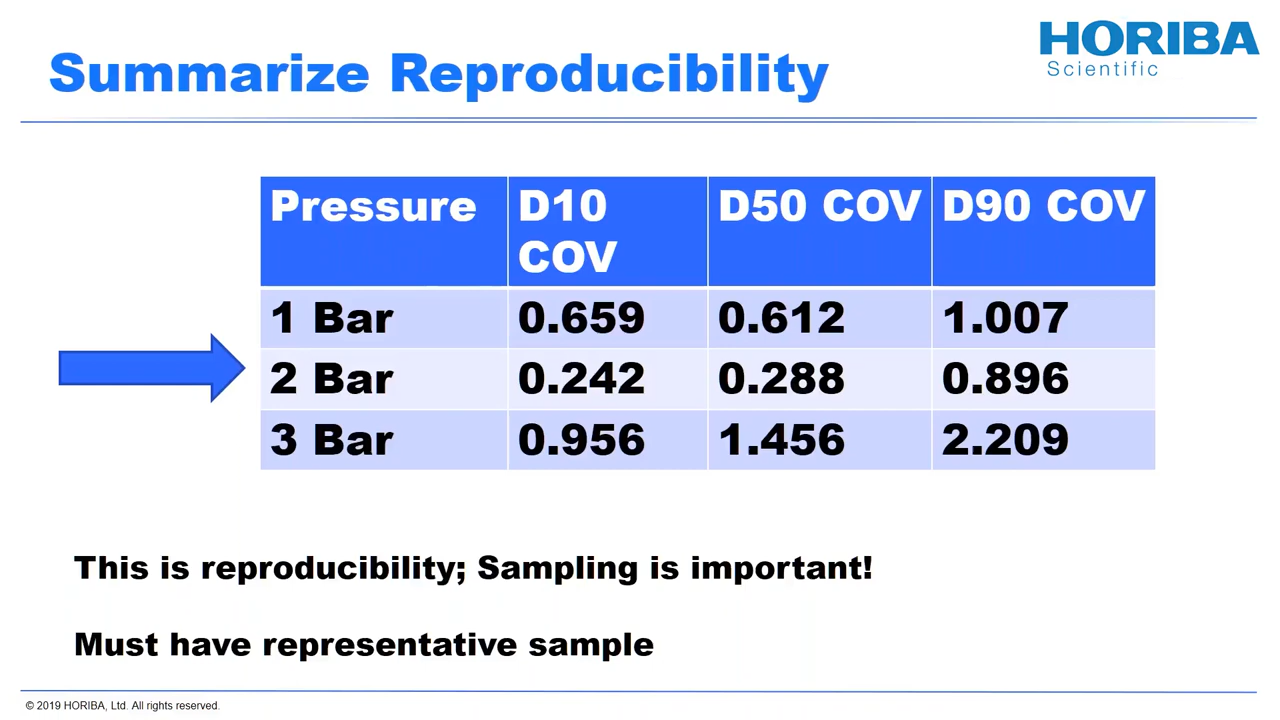 HORIBA
Scientific
Summarize Reproducibility
Pressure D10 COV D50 COV D90 COV
1 Bar 0.659 0.612 1.007
2 Bar 0.242 0.288 0.896
3 Bar 0.956 1.456 2.209
This is reproducibility; Sampling is important!
Must have representative sample
© 2019 HORIBA, Ltd. All rights reserved.